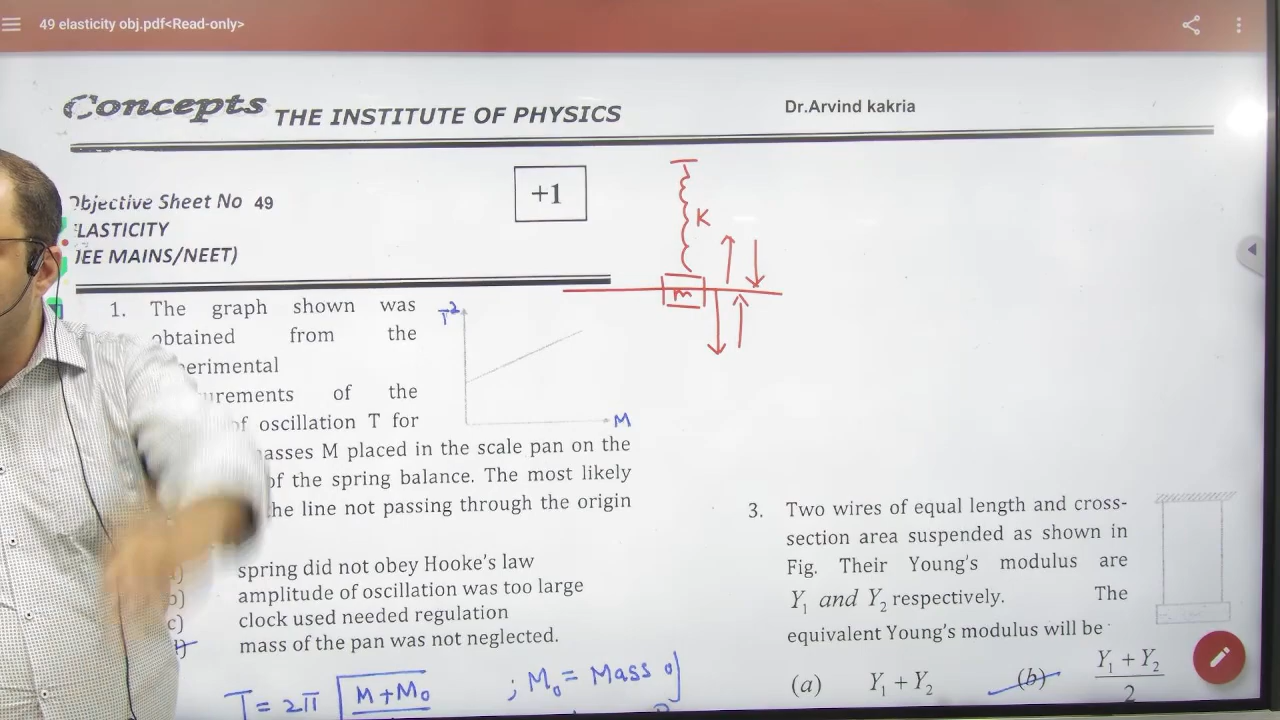 49 elasticity obj.pdf<Read-only>
Concepts THE INSTITUTE OF PHYSICS
Dr.Arvind kakria
+1
Objective Sheet No 49
ELASTICITY
(JEE MAINS/NEET)
K
m
1. The graph shown was
obtained from the
of the
of oscillation T for
asses M placed in the scale pan on the
of the spring balance. The most likely
the line not passing through the origin
T²
M
spring did not obey Hooke's law
b) amplitude of oscillation was too large
c) clock used needed regulation
mass of the pan was not neglected.
T = 2π M+M₀ ; M₀ = Mass of
3. Two wires of equal length and cross-
section area suspended as shown in
Fig. Their Young's modulus are
Y₁ and Y₂ respectively. The
equivalent Young's modulus will be
(a) Y₁ + Y₂ (b) Y₁ + Y₂
2